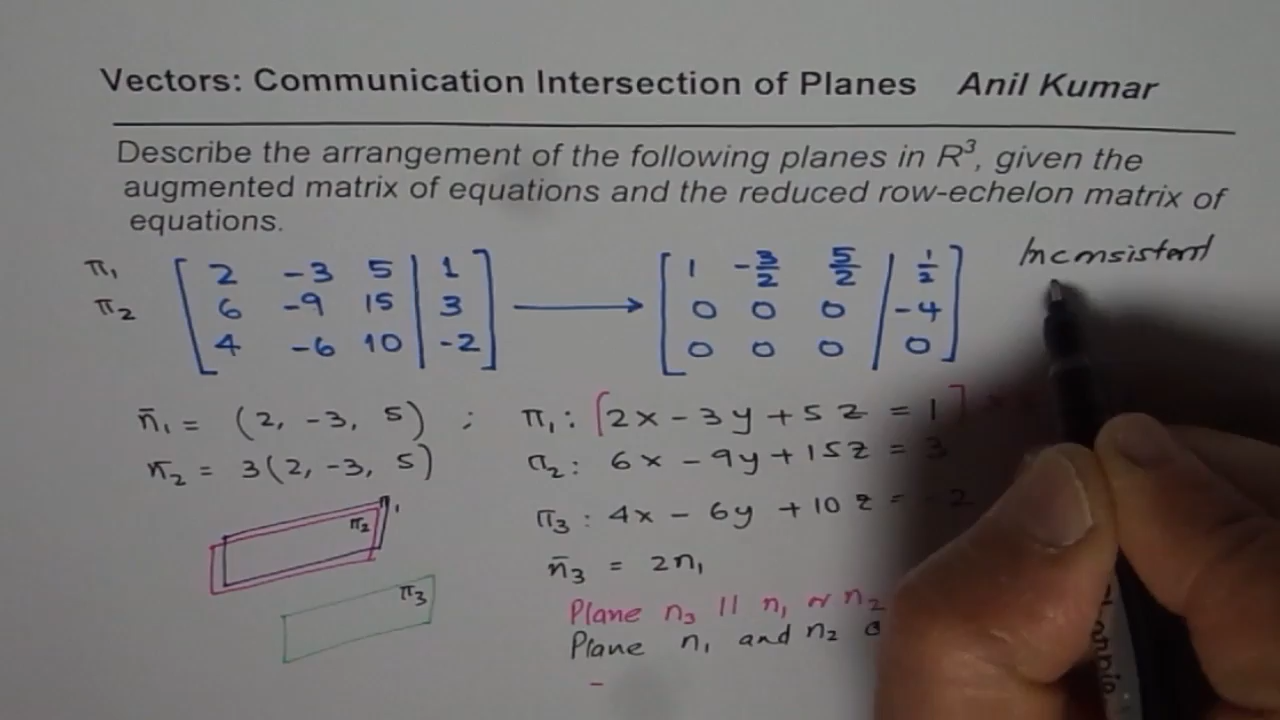 Vectors: Communication Intersection of Planes Anil Kumar
Describe the arrangement of the following planes in R³, given the
augmented matrix of equations and the reduced row-echelon matrix of
equations.
Inconsistent
π₁ [ 2 -3 5 | 1 ] → [ 1 -3/2 5/2 | 1/2 ]
π₂ [ 6 -9 15 | 3 ] [ 0 0 0 | -4 ]
[ 4 -6 10 | -2 ] [ 0 0 0 | 0 ]
n̄₁ = (2, -3, 5) ; π₁: [2x - 3y + 5z = 1]
n̄₂ = 3(2, -3, 5) π₂: 6x - 9y + 15z = 3
π₃: 4x - 6y + 10z = -2
n̄₃ = 2n₁
π₂
π₃
Plane n₃ || n₁ or n₂
Plane n₁ and n₂